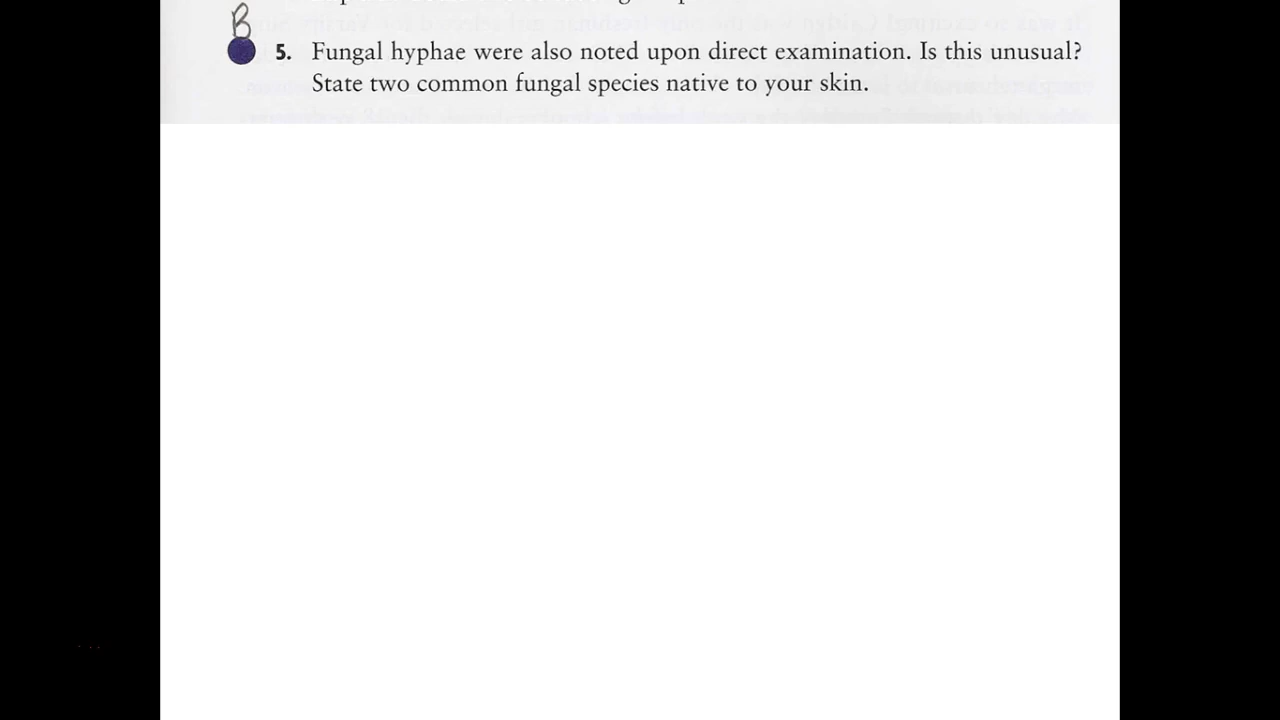 B
5. Fungal hyphae were also noted upon direct examination. Is this unusual?
State two common fungal species native to your skin.